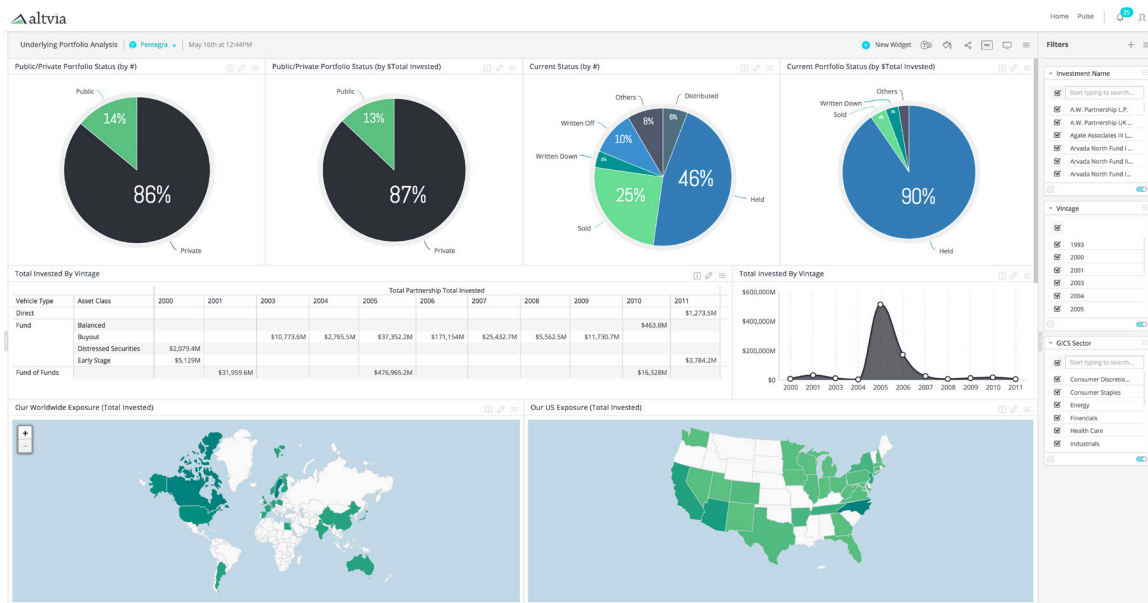 altvia
Home Pulse 35
Underlying Portfolio Analysis Pentegra May 16th at 12:44PM New Widget PDF
Filters
Public/Private Portfolio Status (by #)
Public
14%
86%
Private
Public/Private Portfolio Status (by $Total Invested)
Public
13%
87%
Private
Current Status (by #)
Others
Distributed
8%
6%
Written Off
10%
Written Down
4%
46%
25%
Held
Sold
Current Portfolio Status (by $Total Invested)
Others
Written Down
Sold
90%
Held
Total Invested By Vintage
Total Partnership Total Invested
Vehicle Type Asset Class 2000 2001 2003 2004 2005 2006 2007 2008 2009 2010 2011
Direct $1,273.5M
Fund Balanced $463.8M
Buyout $10,773.6M $2,765.5M $37,352.2M $171,154M $25,432.7M $5,562.5M $11,730.7M
Distressed Securities $2,079.4M
Early Stage $5,129M $3,784.2M
Fund of Funds $31,959.6M $476,965.2M $16,328M
Total Invested By Vintage
$600,000M
$400,000M
$200,000M
$0
2000 2001 2003 2004 2005 2006 2007 2008 2009 2010 2011
Our Worldwide Exposure (Total Invested)
+
-
Our US Exposure (Total Invested)
Investment Name
Start typing to search...
A.W. Partnership L.P.
A.W. Partnership UK ...
Agate Associates III L...
Arvada North Fund I ...
Arvada North Fund II...
Arvada North Fund I...
Vintage
1993
2000
2001
2003
2004
2005
GICS Sector
Start typing to search...
Consumer Discretio...
Consumer Staples
Energy
Financials
Health Care
Industrials